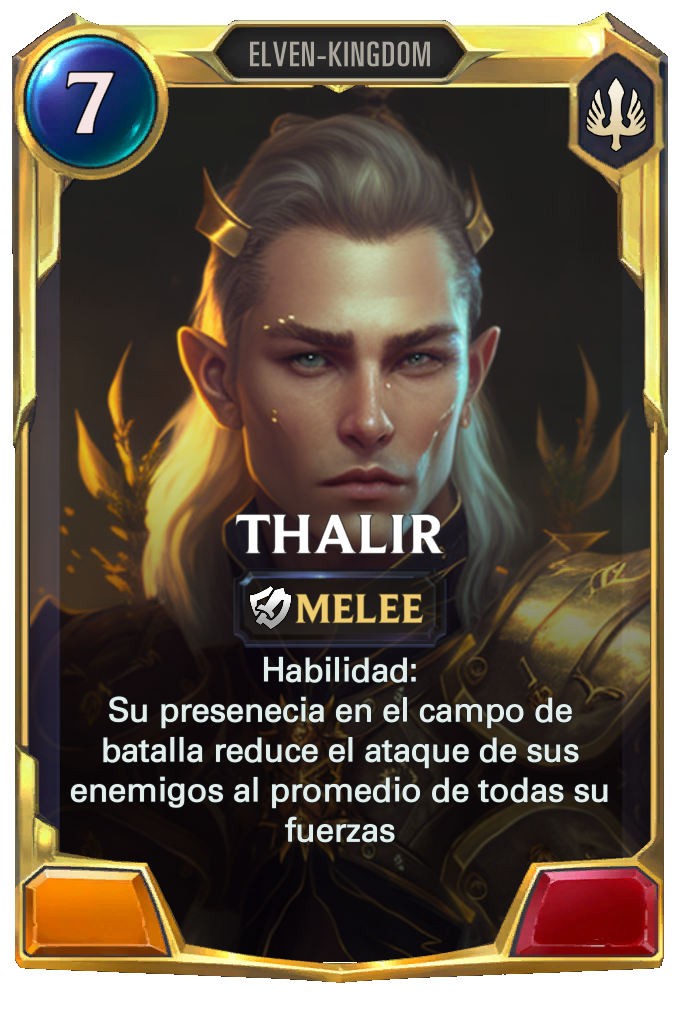 ELVEN-KINGDOM
7
THALIR
MELEE
Habilidad:
Su presenecia en el campo de
batalla reduce el ataque de sus
enemigos al promedio de todas su
fuerzas